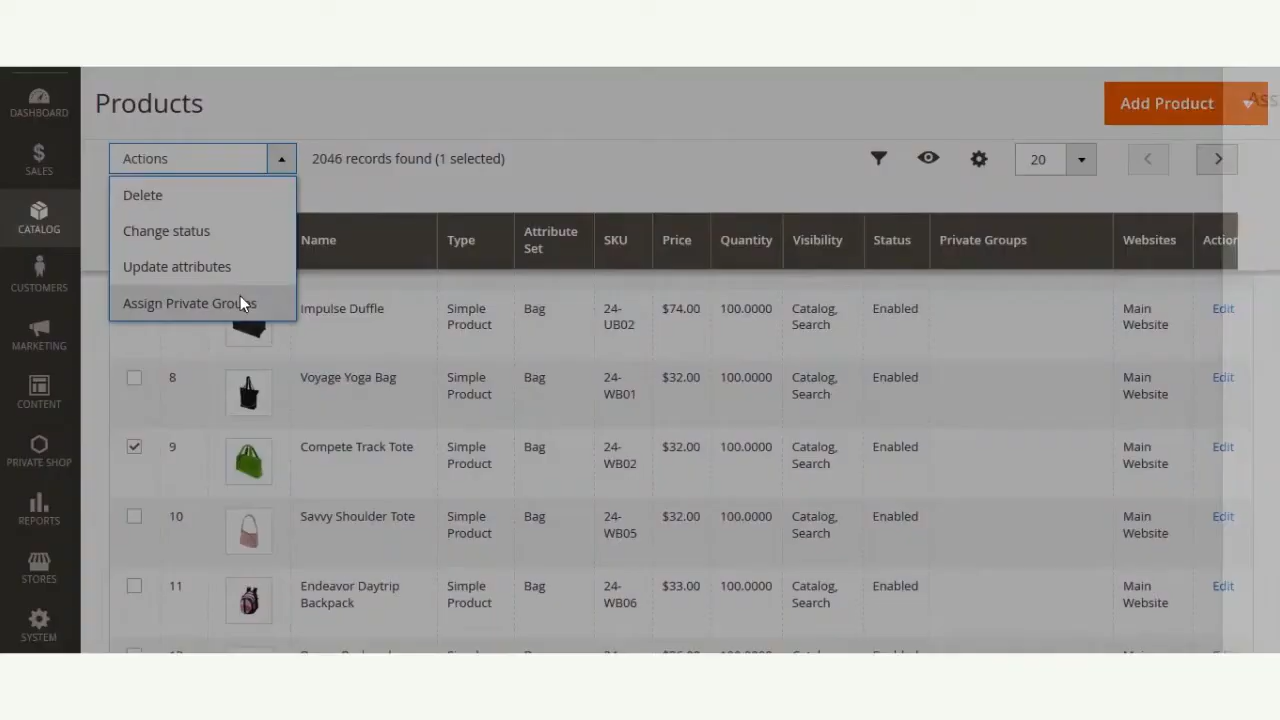 Products
Add Product
Ass
Actions
2046 records found (1 selected)
20
Delete
Change status
Update attributes
Assign Private Groups
DASHBOARD
SALES
CATALOG
CUSTOMERS
MARKETING
CONTENT
PRIVATE SHOP
REPORTS
STORES
SYSTEM
Name Type Attribute Set SKU Price Quantity Visibility Status Private Groups Websites Action
Impulse Duffle Simple Product Bag 24-UB02 $74.00 100.0000 Catalog, Search Enabled Main Website Edit
8 Voyage Yoga Bag Simple Product Bag 24-WB01 $32.00 100.0000 Catalog, Search Enabled Main Website Edit
9 Compete Track Tote Simple Product Bag 24-WB02 $32.00 100.0000 Catalog, Search Enabled Main Website Edit
10 Savvy Shoulder Tote Simple Product Bag 24-WB05 $32.00 100.0000 Catalog, Search Enabled Main Website Edit
11 Endeavor Daytrip Backpack Simple Product Bag 24-WB06 $33.00 100.0000 Catalog, Search Enabled Main Website Edit